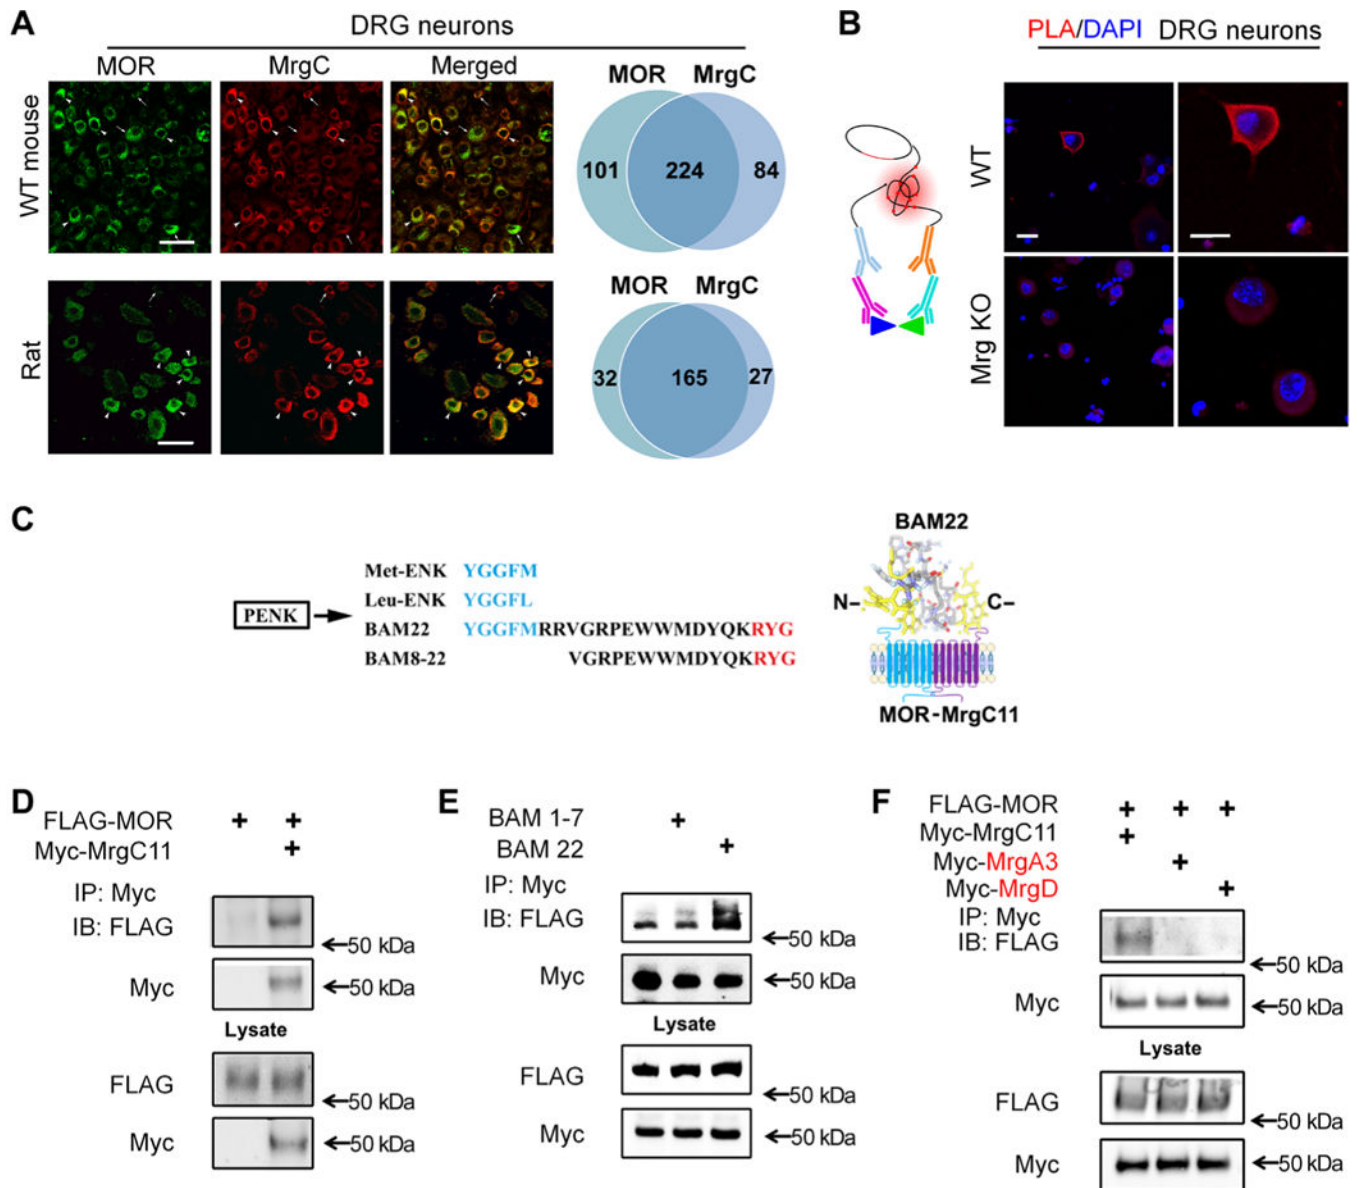 A
DRG neurons
MOR MrgC Merged
WT mouse
MOR MrgC
101 224 84
Rat
MOR MrgC
32 165 27
B
PLA/DAPI DRG neurons
WT
Mrg KO
C
PENK
Met-ENK YGGFM
Leu-ENK YGGFL
BAM22 YGGFMRRVGRPEWWMDYQKRYG
BAM8-22 VGRPEWWMDYQKRYG
BAM22
N– C–
MOR-MrgC11
D
FLAG-MOR + +
Myc-MrgC11 +
IP: Myc
IB: FLAG
←50 kDa
Myc ←50 kDa
Lysate
FLAG
←50 kDa
Myc ←50 kDa
E
BAM 1-7 +
BAM 22 +
IP: Myc
IB: FLAG
←50 kDa
Myc ←50 kDa
Lysate
FLAG
←50 kDa
Myc ←50 kDa
F
FLAG-MOR + + +
Myc-MrgC11 +
Myc-MrgA3 +
Myc-MrgD +
IP: Myc
IB: FLAG
←50 kDa
Myc ←50 kDa
Lysate
FLAG
←50 kDa
Myc ←50 kDa